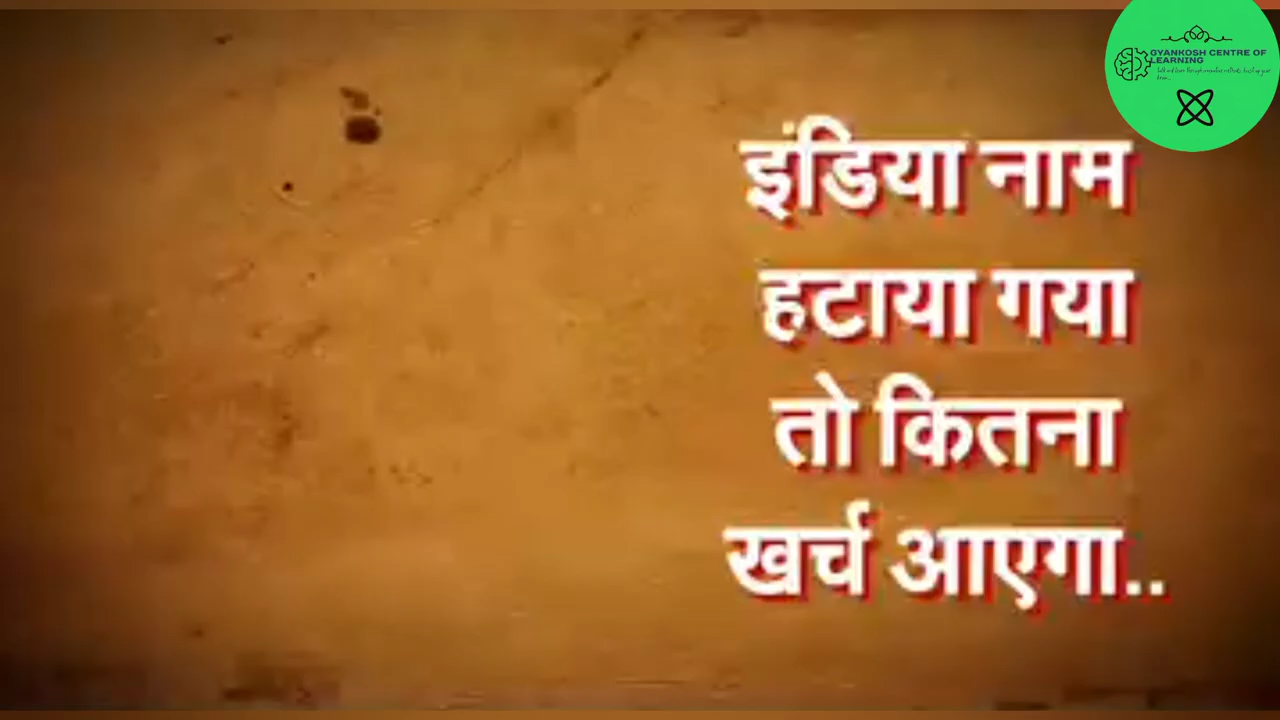 GYANKOSH CENTRE OF
LEARNING
इंडिया नाम
हटाया गया
तो कितना
खर्च आएगा..